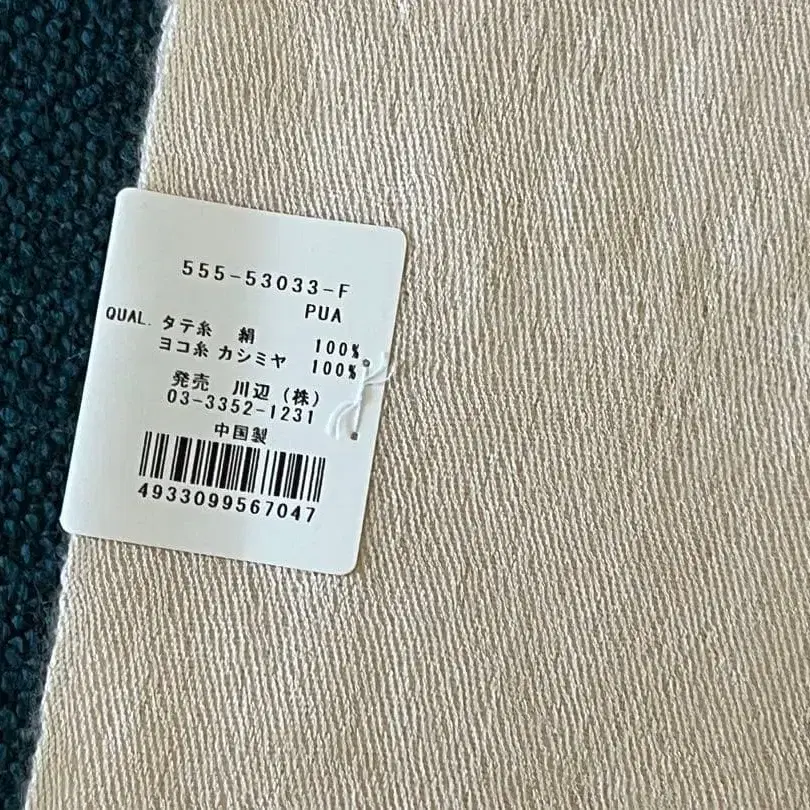 555-53033-F
PUA
QUAL. タテ糸 絹 100%
ヨコ糸 カシミヤ 100%
発売 川辺(株)
03-3352-1231
中国製
4933099567047